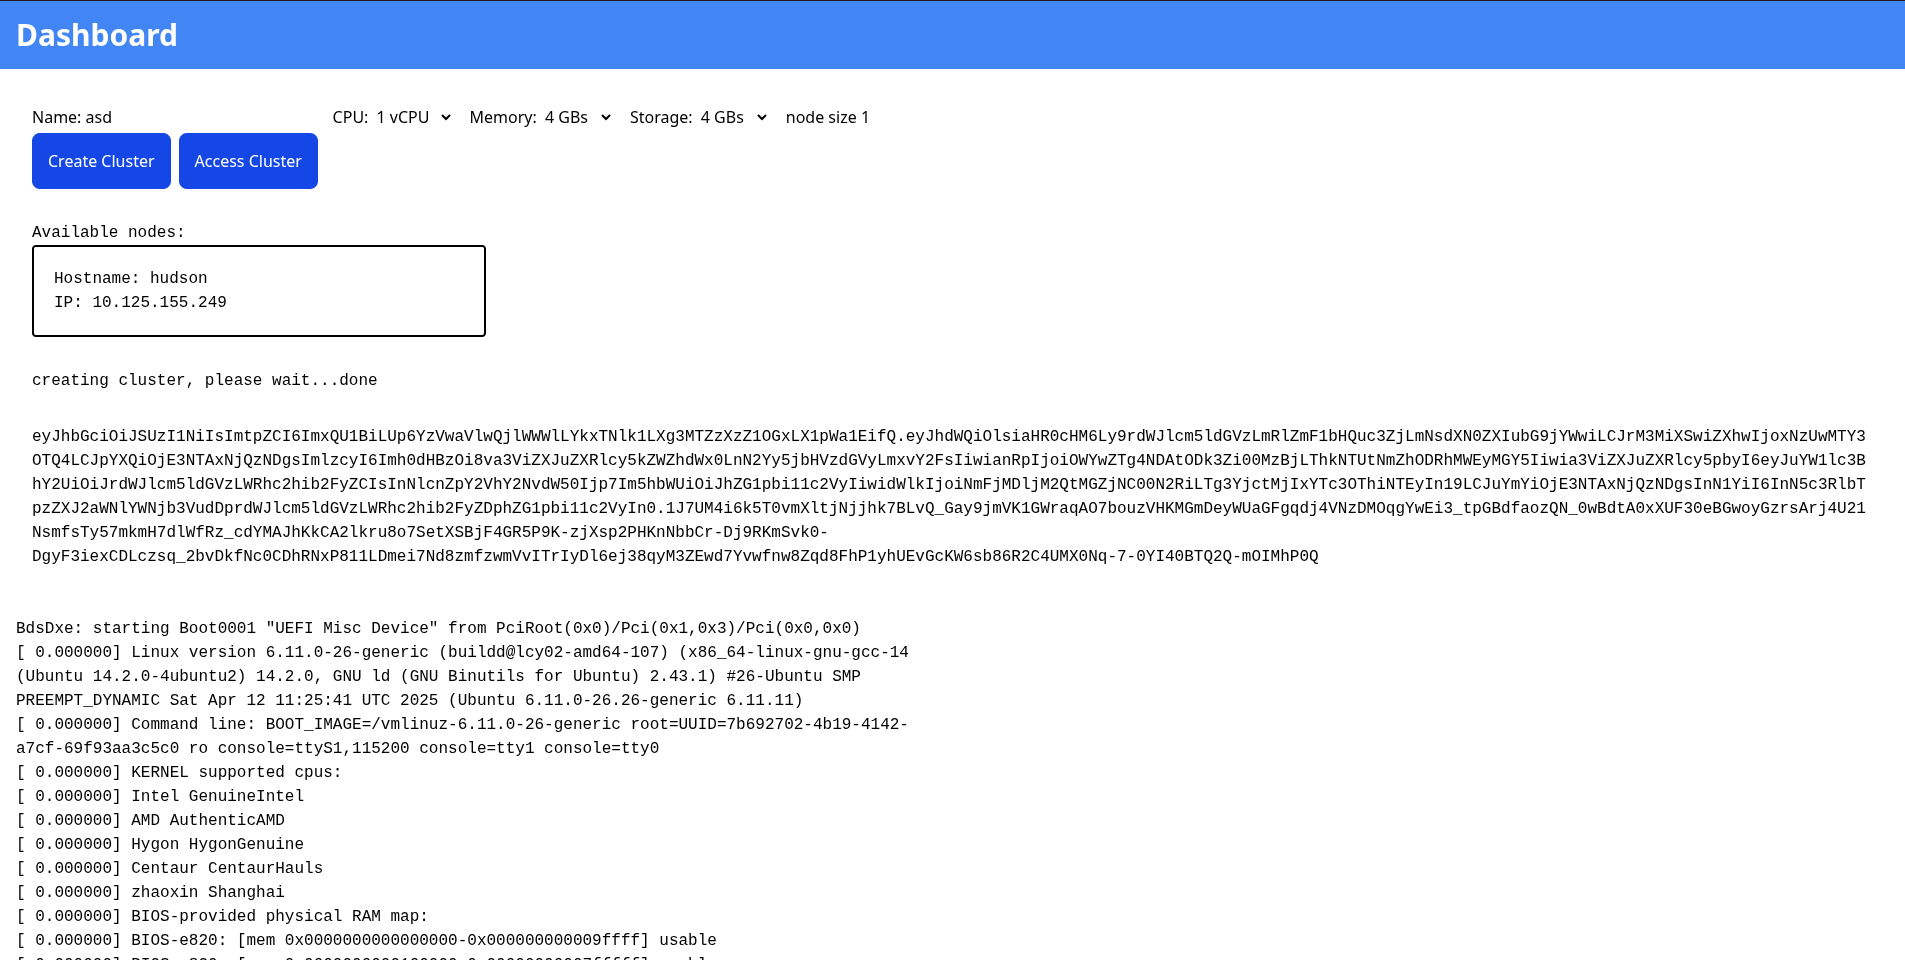 Dashboard
Name: asd CPU: 1 vCPU Memory: 4 GBs Storage: 4 GBs node size 1
Create Cluster Access Cluster
Available nodes:
Hostname: hudson
IP: 10.125.155.249
creating cluster, please wait...done
eyJhbGciOiJSUzI1NiIsImtpZCI6ImxQU1BiLUp6YzVwaVlwQjlWWWlLYkxTNlk1LXg3MTZzXzZ1OGxLX1pWa1EifQ.eyJhdWQiOlsiaHR0cHM6Ly9rdWJlcm5ldGVzLmRlZmF1bHQuc3ZjLmNsdXN0ZXIubG9jYWwiLCJrM3MiXSwiZXhwIjoxNzUwMTY3
OTQ4LCJpYXQiOjE3NTAxNjQzNDgsImlzcyI6Imh0dHBzOi8va3ViZXJuZXRlcy5kZWZhdWx0LnN2Yy5jbHVzdGVyLmxvY2FsIiwianRpIjoiOWYwZTg4NDAtODk3Zi00MzBjLThkNTUtNmZhODRhMWEyMGY5Iiwia3ViZXJuZXRlcy5pbyI6eyJuYW1lc3B
hY2UiOiJrdWJlcm5ldGVzLWRhc2hib2FyZCIsInNlcnZpY2VhY2NvdW50Ijp7Im5hbWUiOiJhZG1pbi11c2VyIiwidWlkIjoiNmFjMDljM2QtMGZjNC00N2RiLTg3YjctMjIxYTc3OThiNTEyIn19LCJuYmYiOjE3NTAxNjQzNDgsInN1YiI6InN5c3RlbT
pzZXJ2aWNlYWNjb3VudDprdWJlcm5ldGVzLWRhc2hib2FyZDphZG1pbi11c2VyIn0.1J7UM4i6k5T0vmXltjNjjhk7BLvQ_Gay9jmVK1GWraqAO7bouzVHKMGmDeyWUaGFgqdj4VNzDMOqgYwEi3_tpGBdfaozQN_0wBdtA0xXUF30eBGwoyGzrsArj4U21
NsmfsTy57mkmH7dlWfRz_cdYMAJhKkCA2lkru8o7SetXSBjF4GR5P9K-zjXsp2PHKnNbbCr-Dj9RKmSvk0-
DgyF3iexCDLczsq_2bvDkfNc0CDhRNxP811LDmei7Nd8zmfzwmVvITrIyDl6ej38qyM3ZEwd7Yvwfnw8Zqd8FhP1yhUEvGcKW6sb86R2C4UMX0Nq-7-0YI40BTQ2Q-mOIMhP0Q
BdsDxe: starting Boot0001 "UEFI Misc Device" from PciRoot(0x0)/Pci(0x1,0x3)/Pci(0x0,0x0)
[ 0.000000] Linux version 6.11.0-26-generic (buildd@lcy02-amd64-107) (x86_64-linux-gnu-gcc-14
(Ubuntu 14.2.0-4ubuntu2) 14.2.0, GNU ld (GNU Binutils for Ubuntu) 2.43.1) #26-Ubuntu SMP
PREEMPT_DYNAMIC Sat Apr 12 11:25:41 UTC 2025 (Ubuntu 6.11.0-26.26-generic 6.11.11)
[ 0.000000] Command line: BOOT_IMAGE=/vmlinuz-6.11.0-26-generic root=UUID=7b692702-4b19-4142-
a7cf-69f93aa3c5c0 ro console=ttyS1,115200 console=tty1 console=tty0
[ 0.000000] KERNEL supported cpus:
[ 0.000000] Intel GenuineIntel
[ 0.000000] AMD AuthenticAMD
[ 0.000000] Hygon HygonGenuine
[ 0.000000] Centaur CentaurHauls
[ 0.000000] zhaoxin Shanghai
[ 0.000000] BIOS-provided physical RAM map:
[ 0.000000] BIOS-e820: [mem 0x0000000000000000-0x000000000009ffff] usable